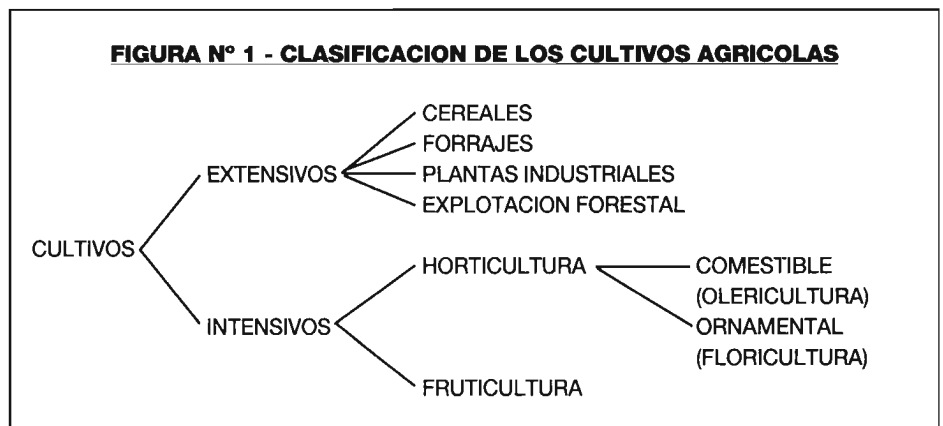 FIGURA Nº 1 - CLASIFICACION DE LOS CULTIVOS AGRICOLAS
CEREALES
FORRAJES
EXTENSIVOS
PLANTAS INDUSTRIALES
EXPLOTACION FORESTAL
CULTIVOS
HORTICULTURA
COMESTIBLE
(OLERICULTURA)
INTENSIVOS
ORNAMENTAL
(FLORICULTURA)
FRUTICULTURA